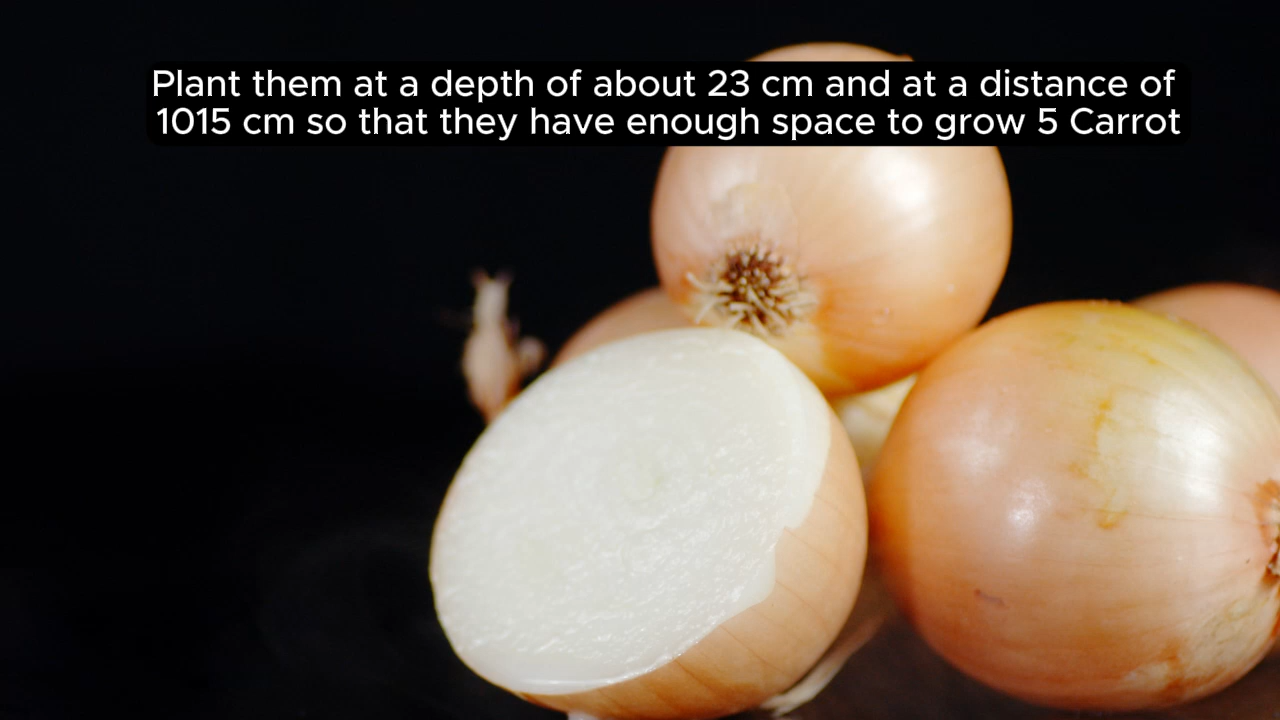 Plant them at a depth of about 23 cm and at a distance of
1015 cm so that they have enough space to grow 5 Carrot